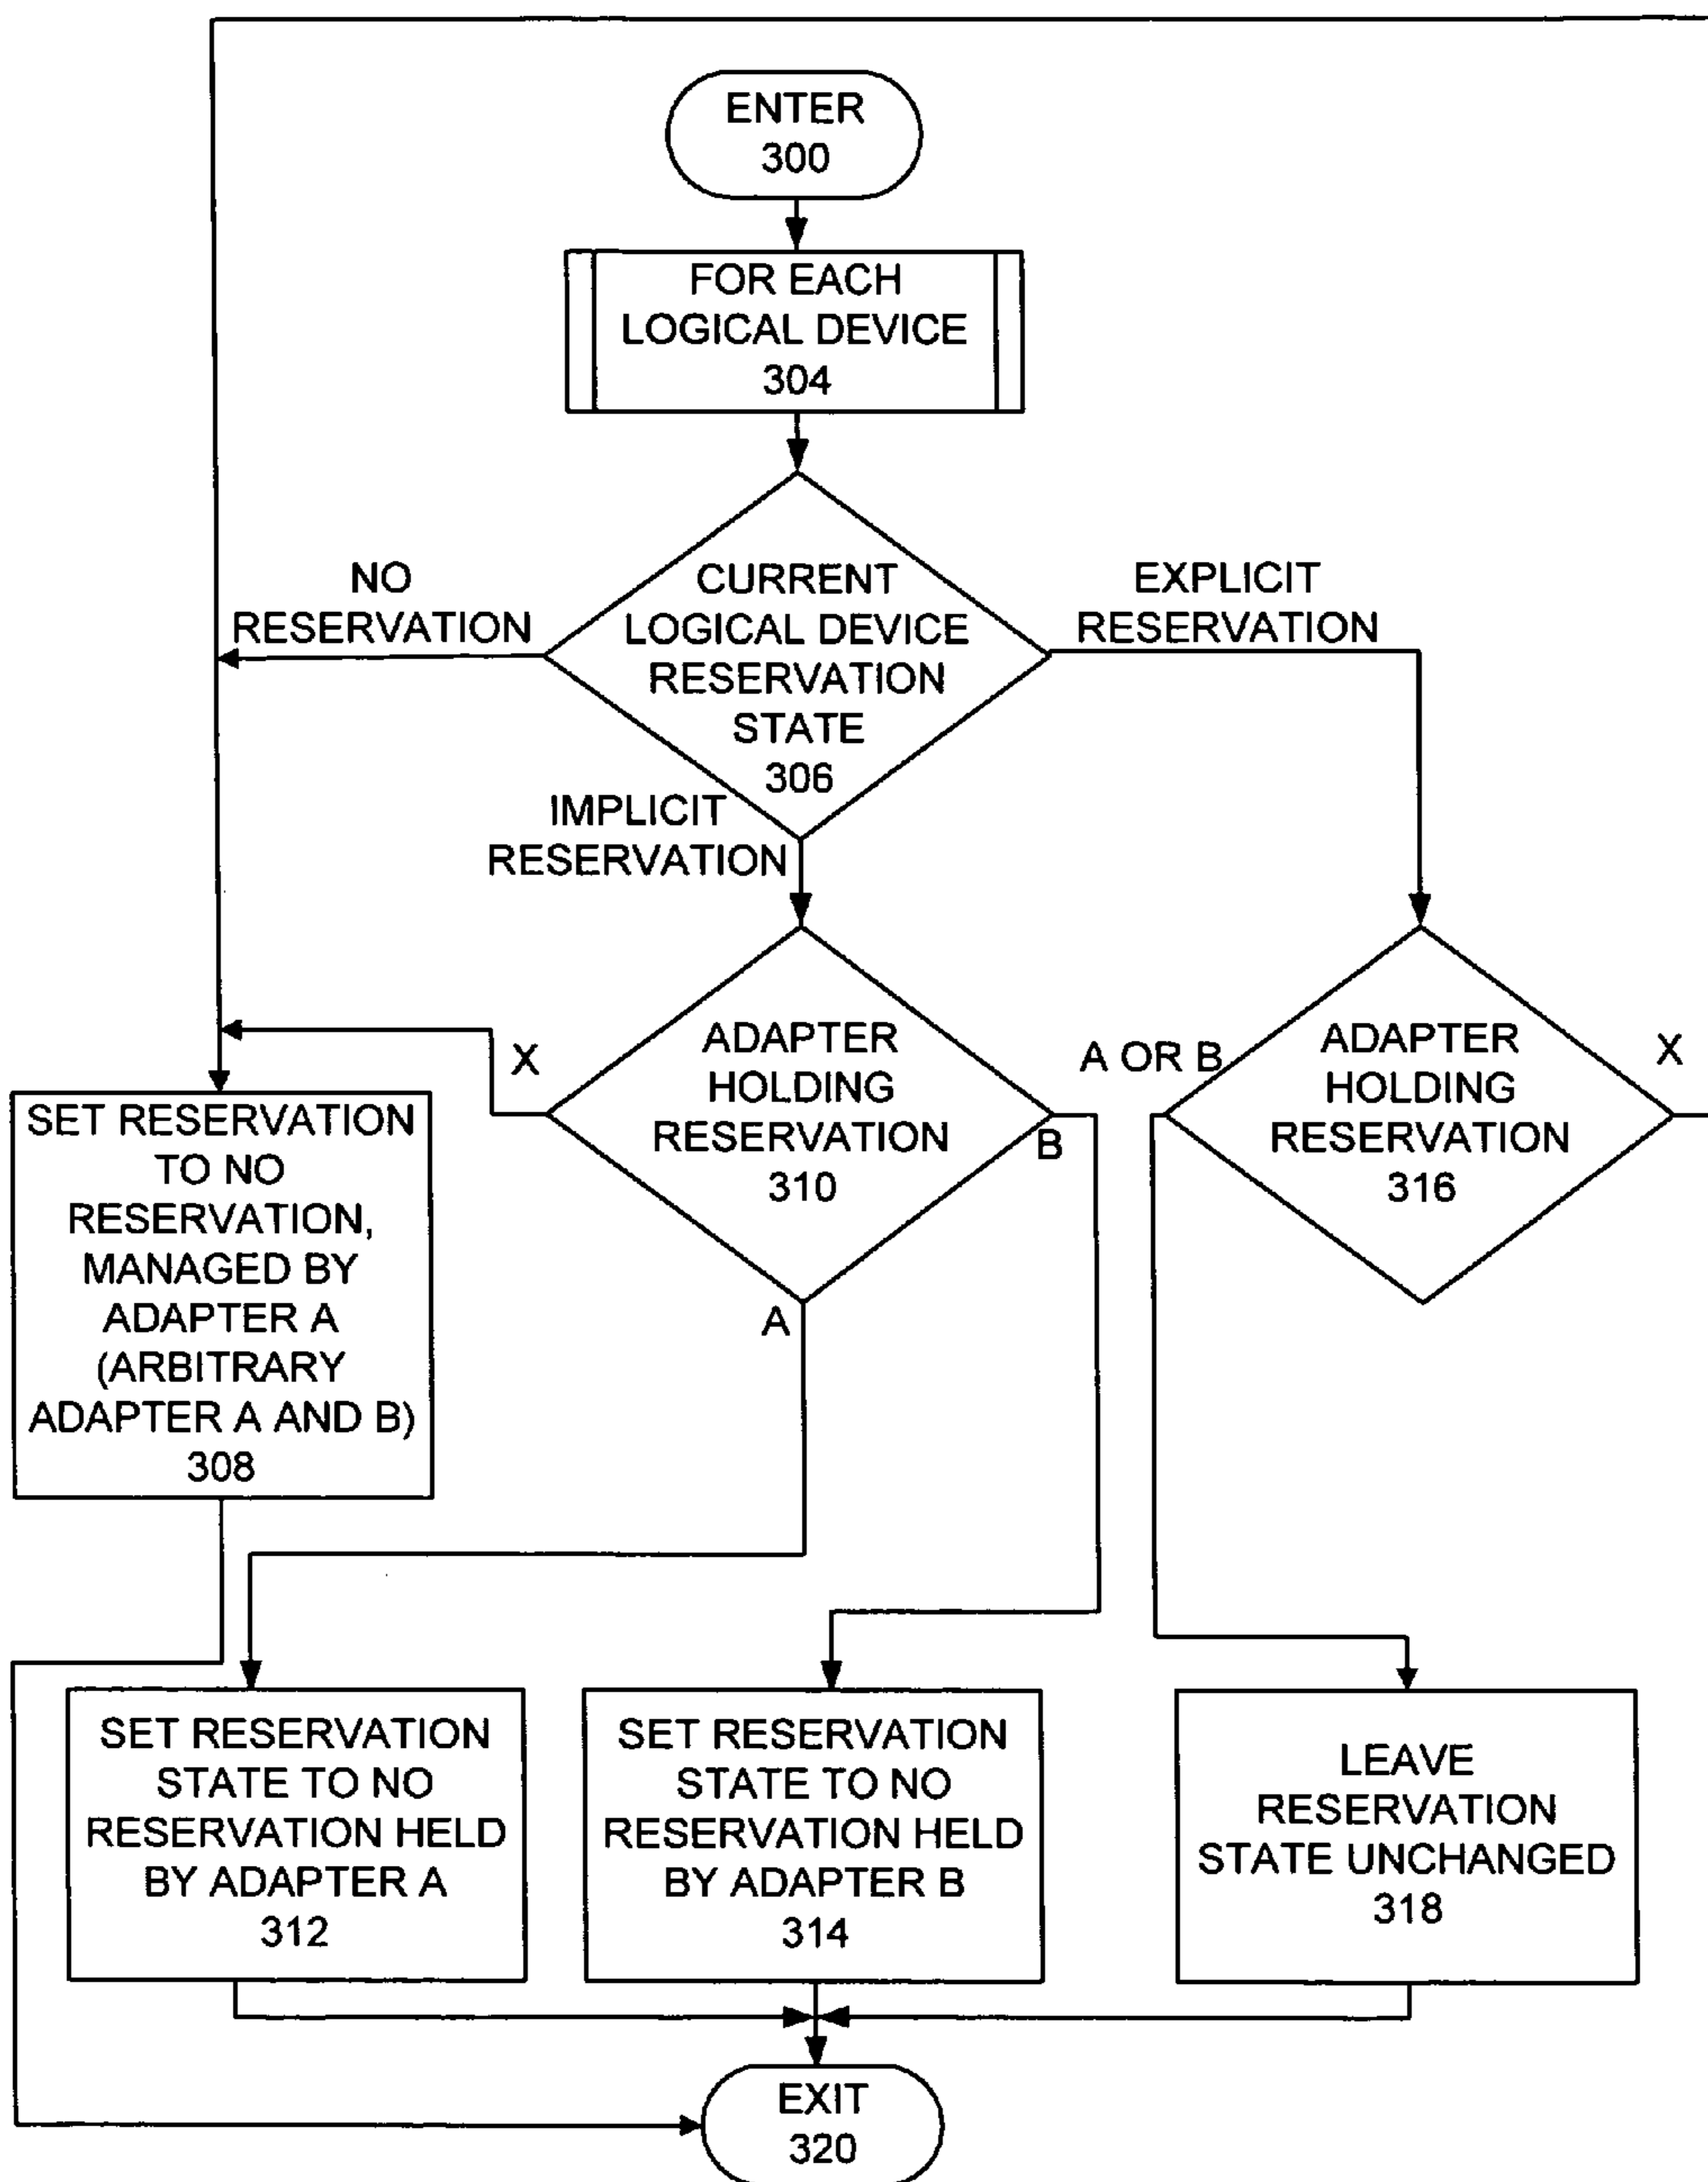 ENTER
300
FOR EACH
LOGICAL DEVICE
304
CURRENT
LOGICAL DEVICE
RESERVATION
STATE
306
NO
RESERVATION
EXPLICIT
RESERVATION
IMPLICIT
RESERVATION
ADAPTER
HOLDING
RESERVATION
310
X
B
A
ADAPTER
HOLDING
RESERVATION
316
A OR B
X
SET RESERVATION
TO NO
RESERVATION,
MANAGED BY
ADAPTER A
(ARBITRARY
ADAPTER A AND B)
308
SET RESERVATION
STATE TO NO
RESERVATION HELD
BY ADAPTER A
312
SET RESERVATION
STATE TO NO
RESERVATION HELD
BY ADAPTER B
314
LEAVE
RESERVATION
STATE UNCHANGED
318
EXIT
320